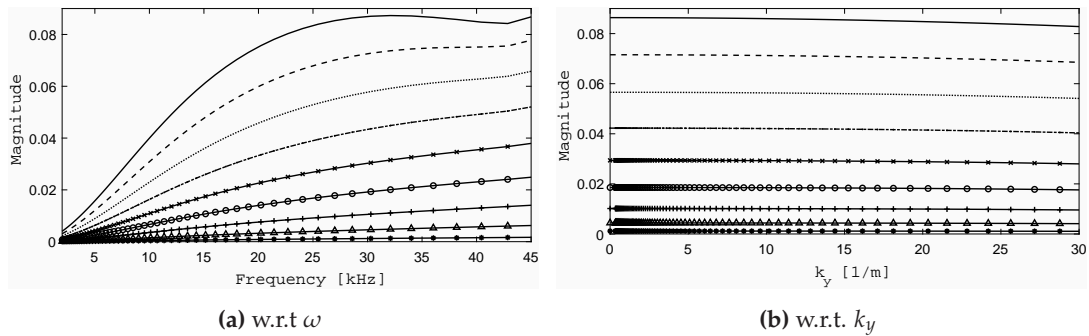 0.08
0.06
0.04
0.02
0
Magnitude
5 10 15 20 25 30 35 40 45
Frequency [kHz]
(a) w.r.t ω
0.08
0.06
0.04
0.02
0
Magnitude
0 5 10 15 20 25 30
k_y [1/m]
(b) w.r.t. k_y